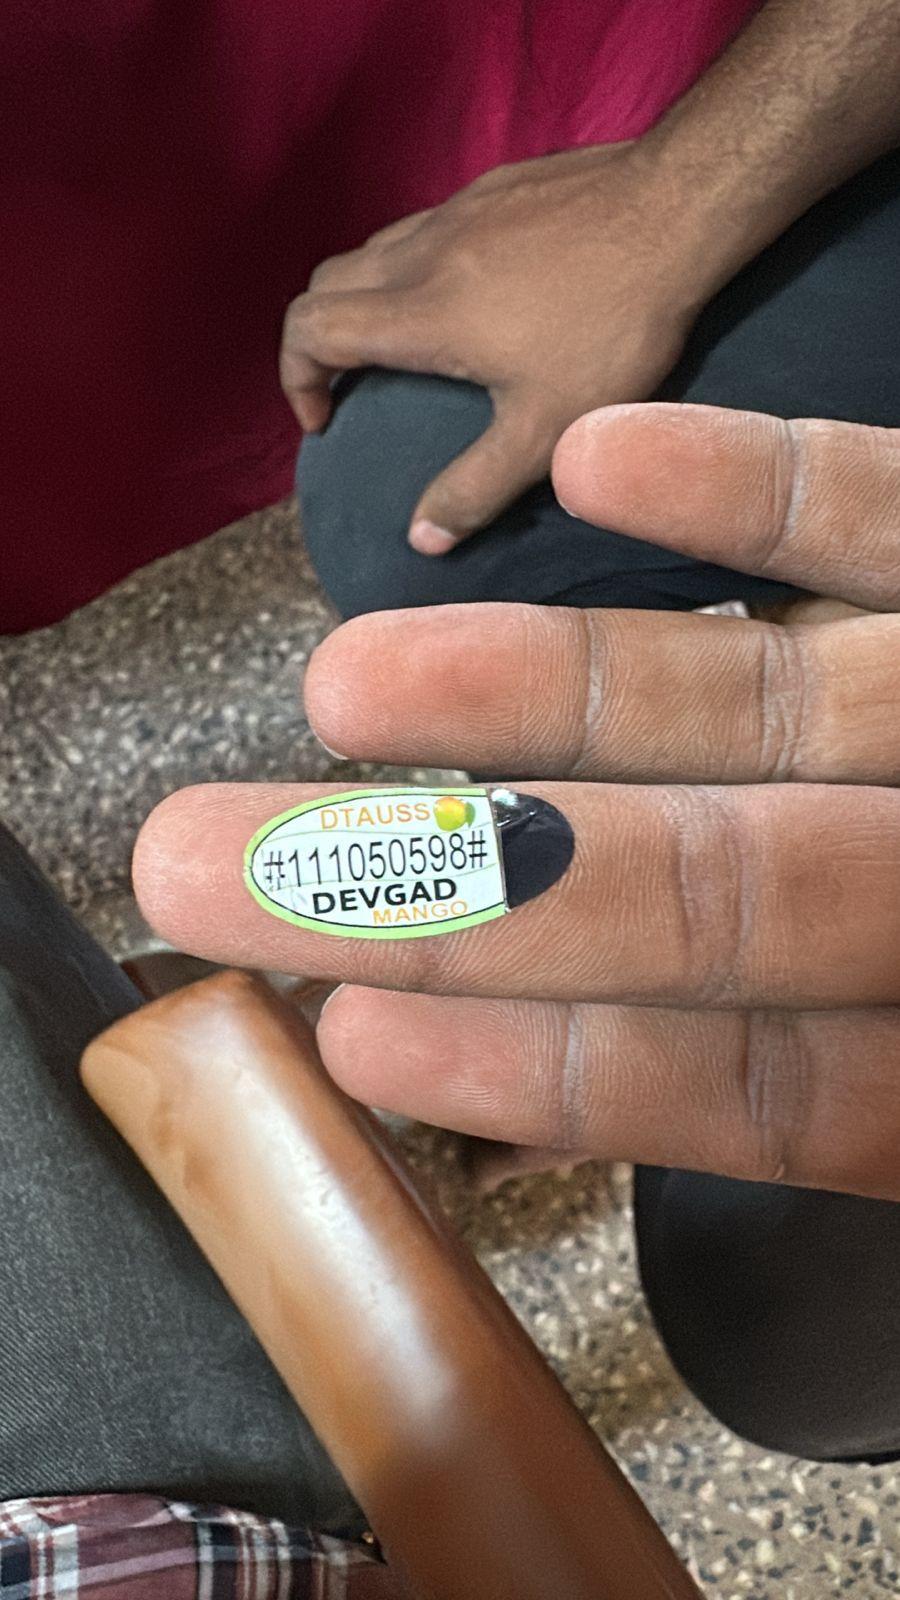 DTAUSS
#111050598#
DEVGAD
MANGO